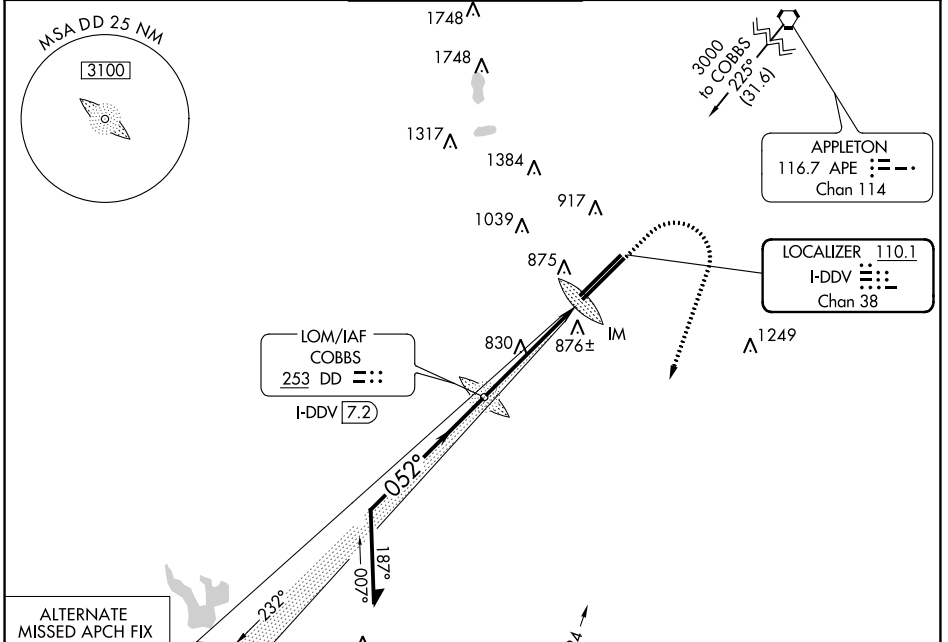 MSA DD 25 NM
3100
1748
1748
1317
1384
917
1039
875
3000
to COBBS
225°
(31.6)
APPLETON
116.7 APE
Chan 114
LOCALIZER 110.1
I-DDV
Chan 38
LOM/IAF
COBBS
253 DD
I-DDV 7.2
830
876±
IM
1249
052°
187°
007°
232°
ALTERNATE
MISSED APCH FIX